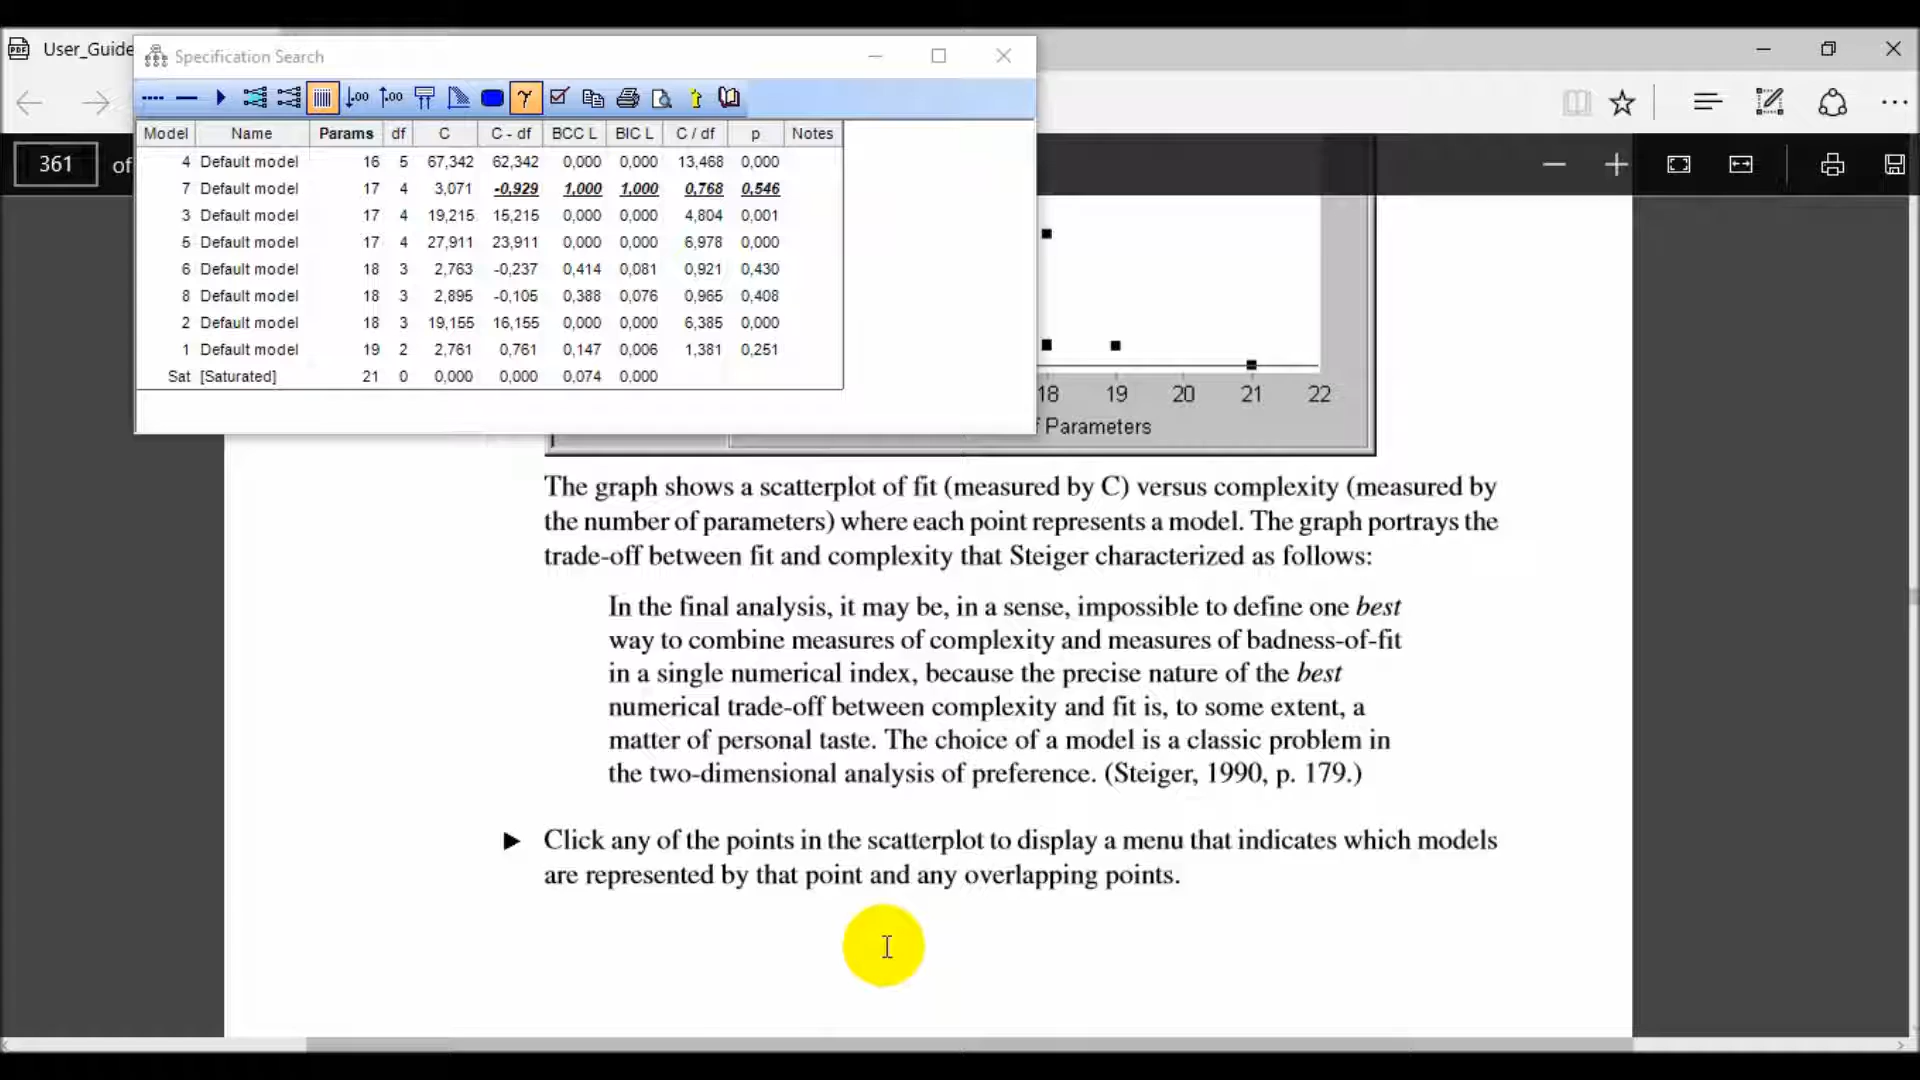 User_Guide
Specification Search
Model Name Params df C C - df BCC L BIC L C / df p Notes
4 Default model 16 5 67,342 62,342 0,000 0,000 13,468 0,000
7 Default model 17 4 3,071 -0,929 1,000 1,000 0,768 0,546
3 Default model 17 4 19,215 15,215 0,000 0,000 4,804 0,001
5 Default model 17 4 27,911 23,911 0,000 0,000 6,978 0,000
6 Default model 18 3 2,763 -0,237 0,414 0,081 0,921 0,430
8 Default model 18 3 2,895 -0,105 0,388 0,076 0,965 0,408
2 Default model 18 3 19,155 16,155 0,000 0,000 6,385 0,000
1 Default model 19 2 2,761 0,761 0,147 0,006 1,381 0,251
Sat [Saturated] 21 0 0,000 0,000 0,074 0,000
361 of
18 19 20 21 22
f Parameters
The graph shows a scatterplot of fit (measured by C) versus complexity (measured by
the number of parameters) where each point represents a model. The graph portrays the
trade-off between fit and complexity that Steiger characterized as follows:
In the final analysis, it may be, in a sense, impossible to define one best
way to combine measures of complexity and measures of badness-of-fit
in a single numerical index, because the precise nature of the best
numerical trade-off between complexity and fit is, to some extent, a
matter of personal taste. The choice of a model is a classic problem in
the two-dimensional analysis of preference. (Steiger, 1990, p. 179.)
Click any of the points in the scatterplot to display a menu that indicates which models
are represented by that point and any overlapping points.